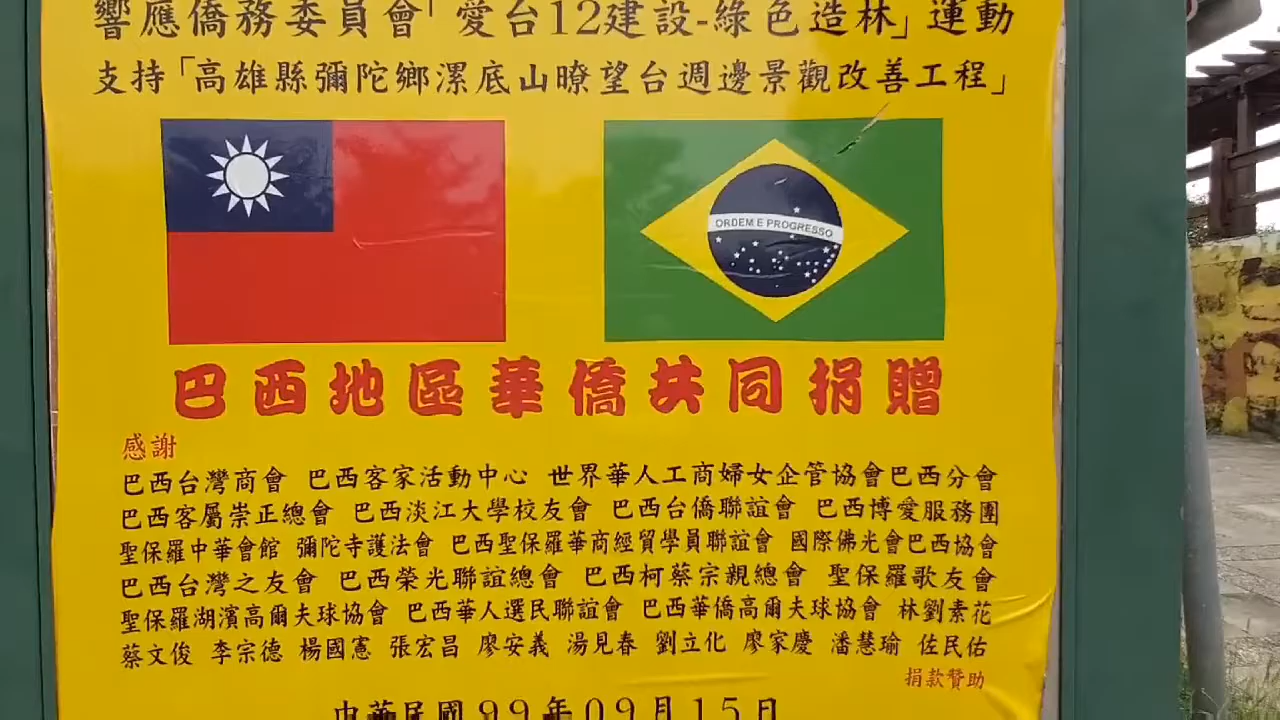 響應僑務委員會「愛台12建設-綠色造林」運動
支持「高雄縣彌陀鄉漯底山瞭望台週邊景觀改善工程」
ORDEM E PROGRESSO
巴西地區華僑共同捐贈
感謝
巴西台灣商會 巴西客家活動中心 世界華人工商婦女企管協會巴西分會
巴西客屬崇正總會 巴西淡江大學校友會 巴西台僑聯誼會 巴西博愛服務團
聖保羅中華會館 彌陀寺護法會 巴西聖保羅華商經貿學員聯誼會 國際佛光會巴西協會
巴西台灣之友會 巴西榮光聯誼總會 巴西柯蔡宗親總會 聖保羅歌友會
聖保羅湖濱高爾夫球協會 巴西華人選民聯誼會 巴西華僑高爾夫球協會 林劉素花
蔡文俊 李宗德 楊國憲 張宏昌 廖安義 湯見春 劉立化 廖家慶 潘慧瑜 佐民佑
捐款贊助
中華民國99年09月15日